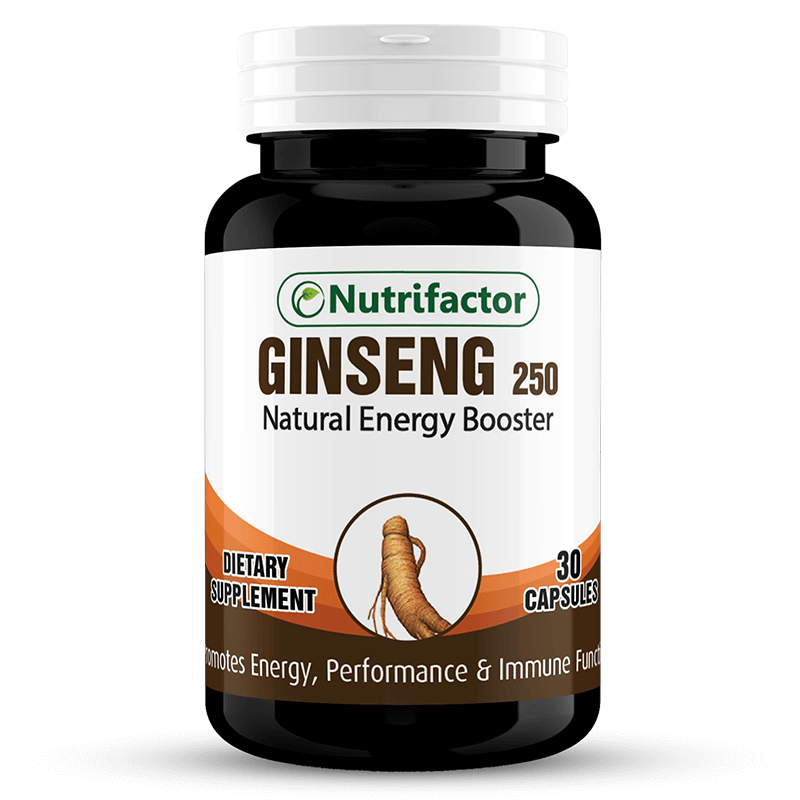 Nutrifactor
GINSENG 250
Natural Energy Booster
DIETARY
SUPPLEMENT
30
CAPSULES
romotes Energy, Performance & Immune Funct